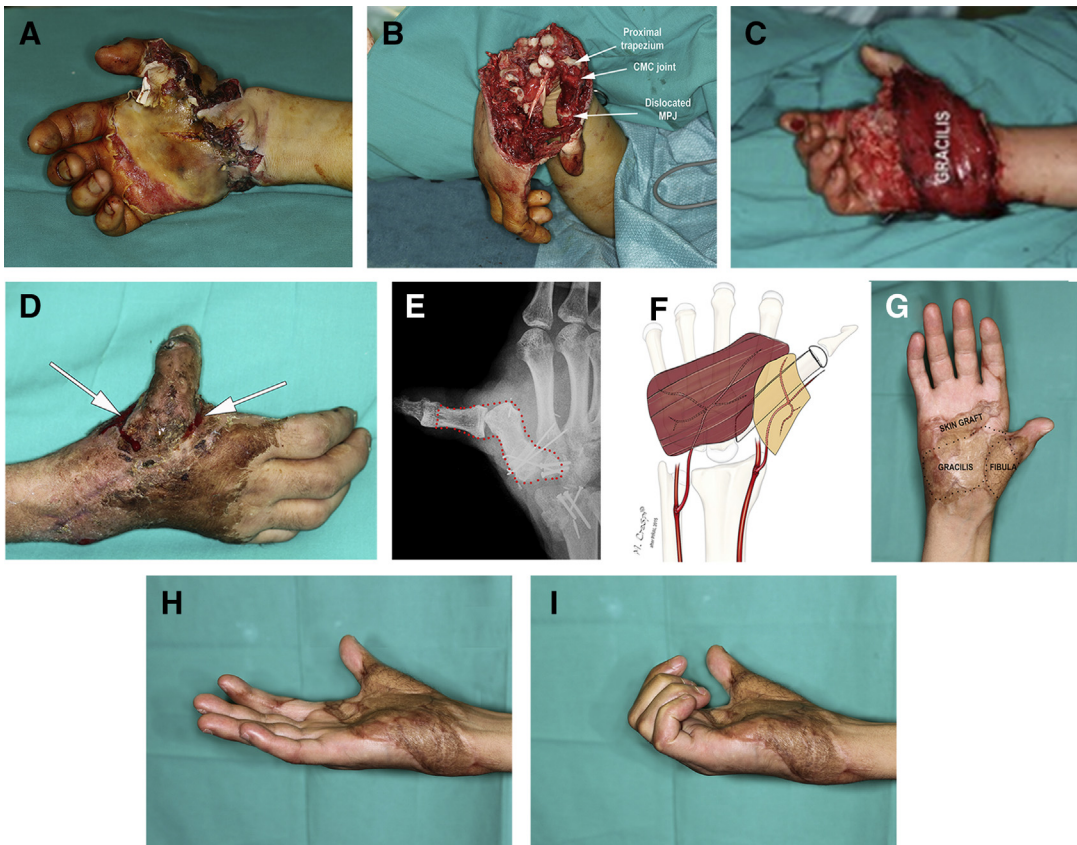 A
B
Proximal
trapezium
CMC joint
Dislocated
MPJ
C
GRACILIS
D
E
F
G
SKIN GRAFT
GRACILIS
FIBULA
H
I